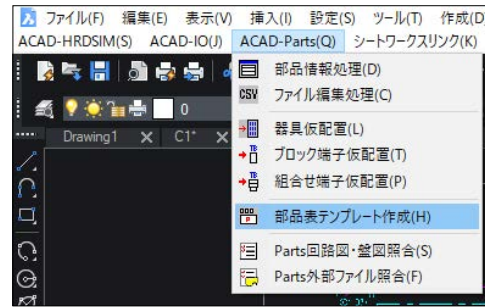 ファイル(F) 編集(E) 表示(V) 挿入(I) 設定(S) ツール(T) 作成(D)
ACAD-HRDSIM(S) ACAD-IO(J) ACAD-Parts(Q) シートワークスリンク(K)
部品情報処理(D)
CSV ファイル編集処理(C)
0
器具仮配置(L)
Drawing1 C1*
TB ブロック端子仮配置(T)
TB 組合せ端子仮配置(P)
部品表テンプレート作成(H)
Parts回路図・盤図照合(S)
Parts外部ファイル照合(F)